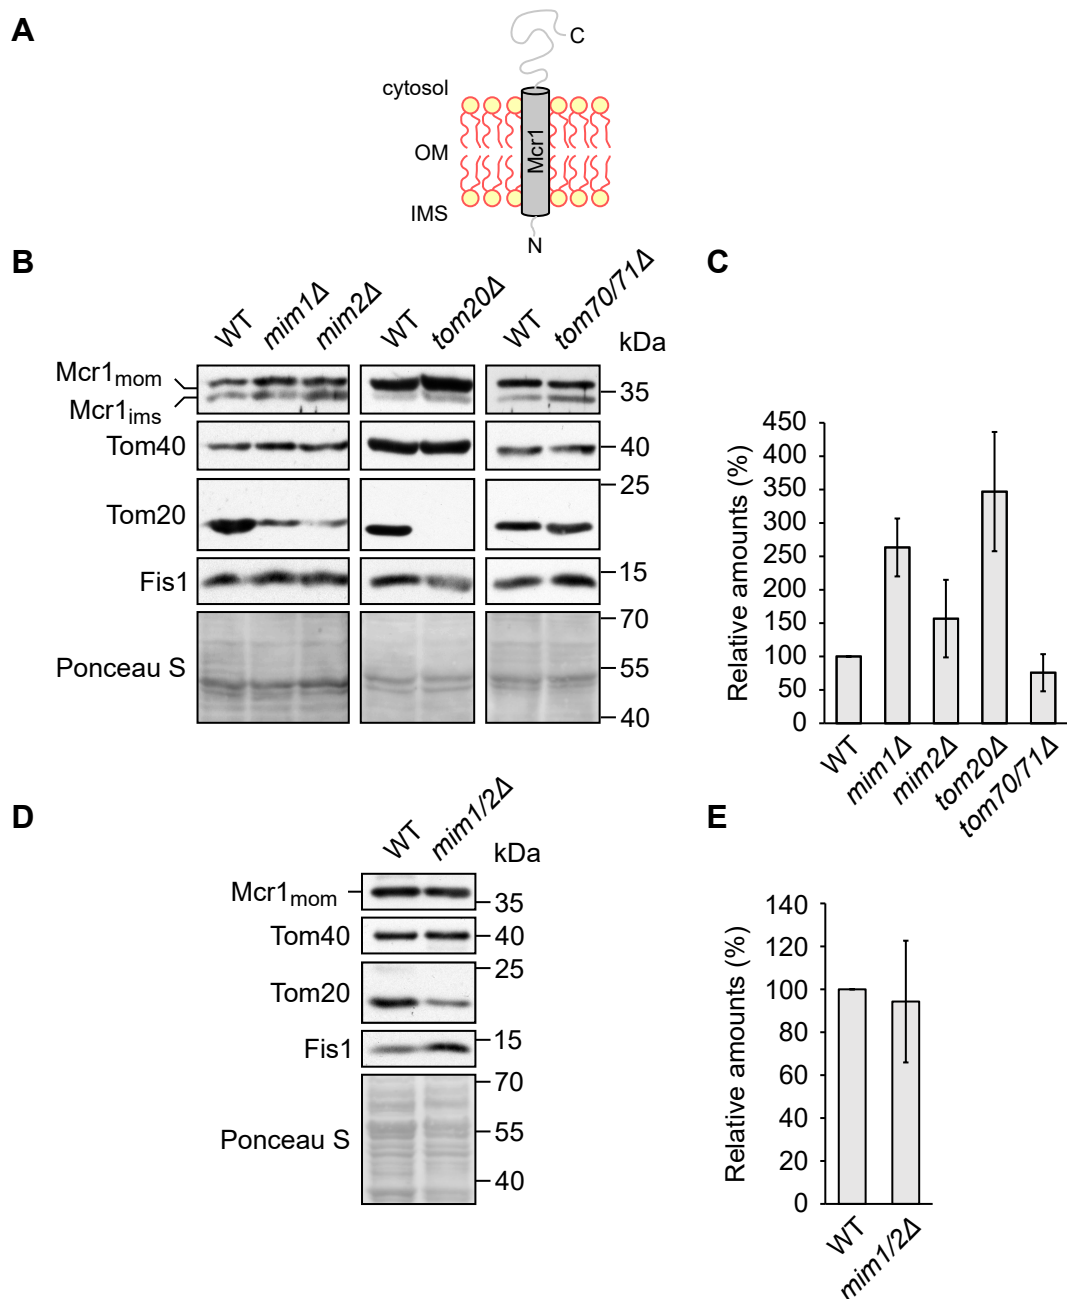 A
C
cytosol
OM
Mcr1
IMS
N
B
WT mim1Δ mim2Δ WT tom20Δ WT tom70/71Δ
kDa
Mcr1mom
Mcr1ims
35
Tom40
40
25
Tom20
Fis1
15
Ponceau S
70
55
40
C
Relative amounts (%)
450
400
350
300
250
200
150
100
50
0
WT mim1Δ mim2Δ tom20Δ tom70/71Δ
D
WT mim1/2Δ
kDa
Mcr1mom
35
Tom40
40
25
Tom20
Fis1
15
70
Ponceau S
55
40
E
Relative amounts (%)
140
120
100
80
60
40
20
0
WT mim1/2Δ